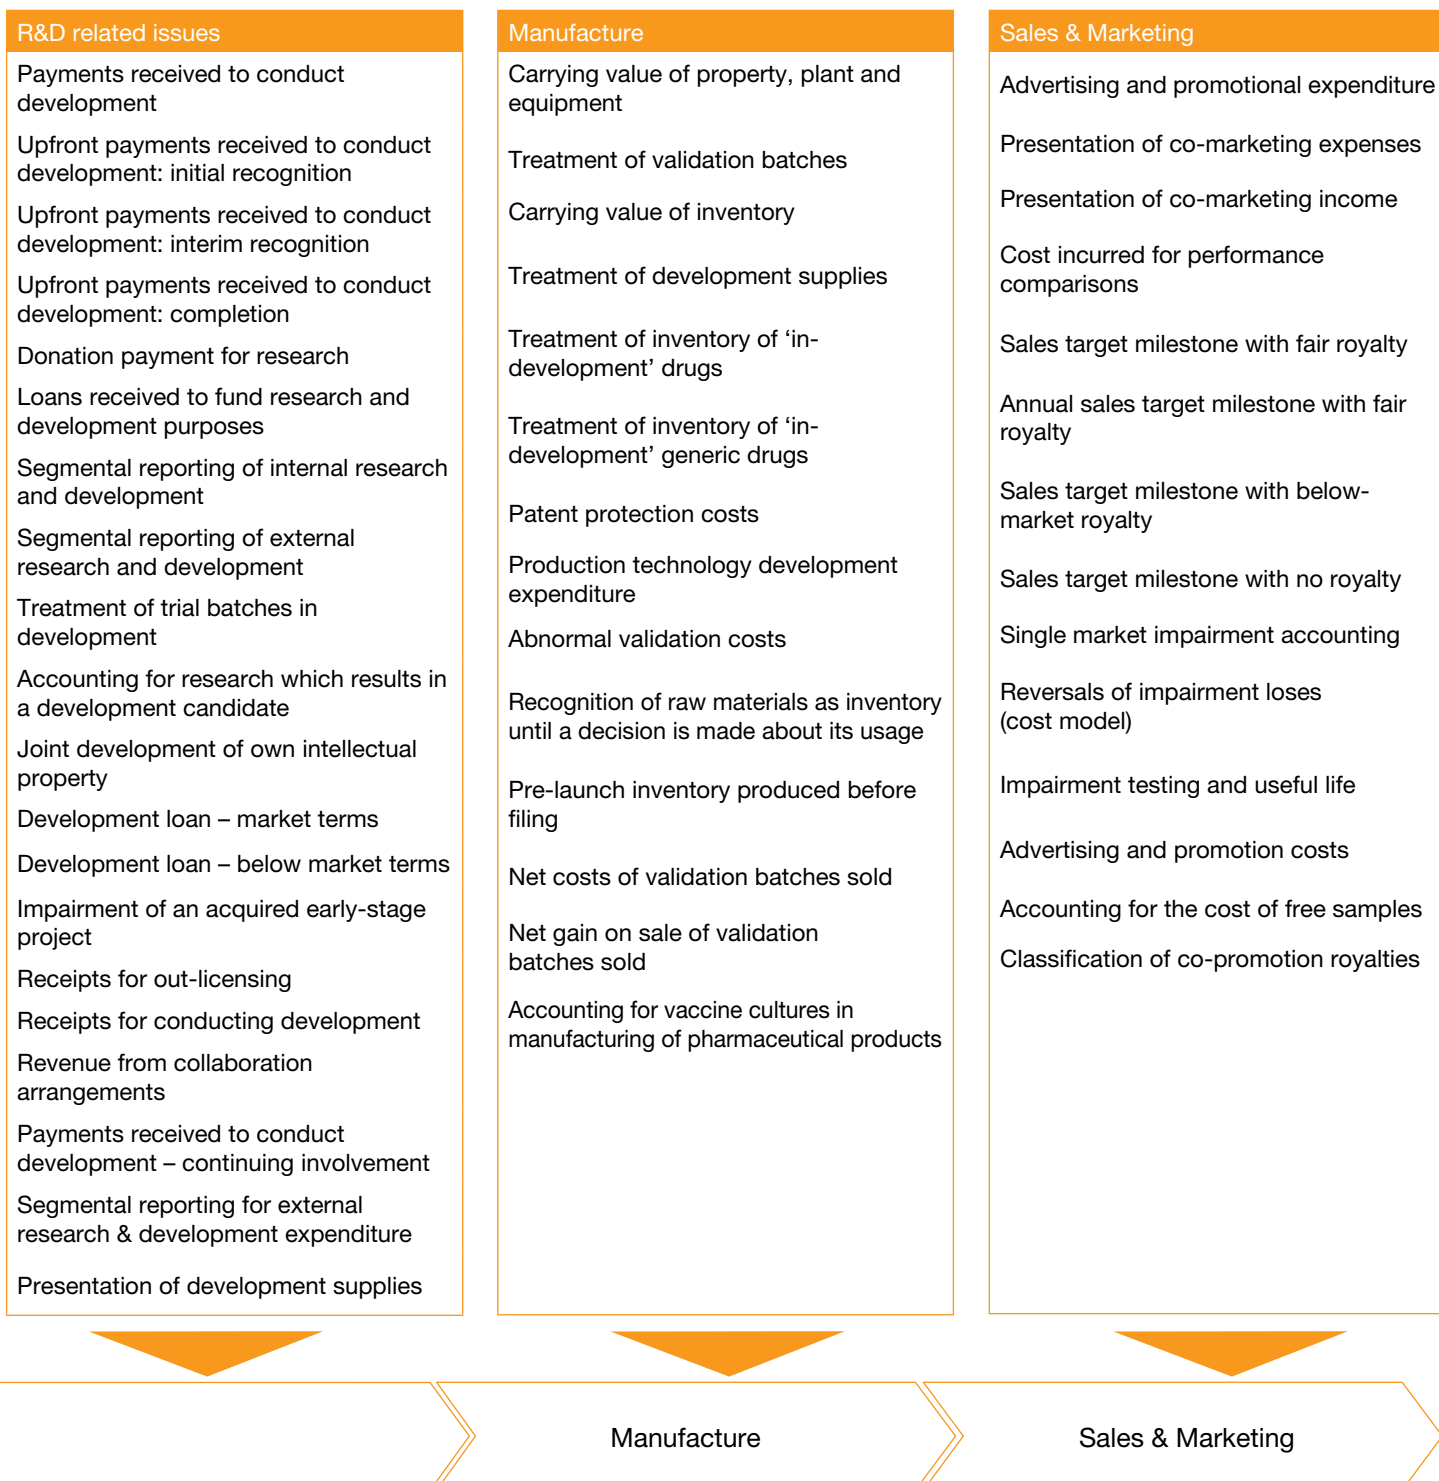 R&D related issues
Payments received to conduct
development
Upfront payments received to conduct
development: initial recognition
Upfront payments received to conduct
development: interim recognition
Upfront payments received to conduct
development: completion
Donation payment for research
Loans received to fund research and
development purposes
Segmental reporting of internal research
and development
Segmental reporting of external
research and development
Treatment of trial batches in
development
Accounting for research which results in
a development candidate
Joint development of own intellectual
property
Development loan – market terms
Development loan – below market terms
Impairment of an acquired early-stage
project
Receipts for out-licensing
Receipts for conducting development
Revenue from collaboration
arrangements
Payments received to conduct
development – continuing involvement
Segmental reporting for external
research & development expenditure
Presentation of development supplies
Manufacture
Carrying value of property, plant and
equipment
Treatment of validation batches
Carrying value of inventory
Treatment of development supplies
Treatment of inventory of ‘in-
development’ drugs
Treatment of inventory of ‘in-
development’ generic drugs
Patent protection costs
Production technology development
expenditure
Abnormal validation costs
Recognition of raw materials as inventory
until a decision is made about its usage
Pre-launch inventory produced before
filing
Net costs of validation batches sold
Net gain on sale of validation
batches sold
Accounting for vaccine cultures in
manufacturing of pharmaceutical products
Sales & Marketing
Advertising and promotional expenditure
Presentation of co-marketing expenses
Presentation of co-marketing income
Cost incurred for performance
comparisons
Sales target milestone with fair royalty
Annual sales target milestone with fair
royalty
Sales target milestone with below-
market royalty
Sales target milestone with no royalty
Single market impairment accounting
Reversals of impairment loses
(cost model)
Impairment testing and useful life
Advertising and promotion costs
Accounting for the cost of free samples
Classification of co-promotion royalties
Manufacture
Sales & Marketing